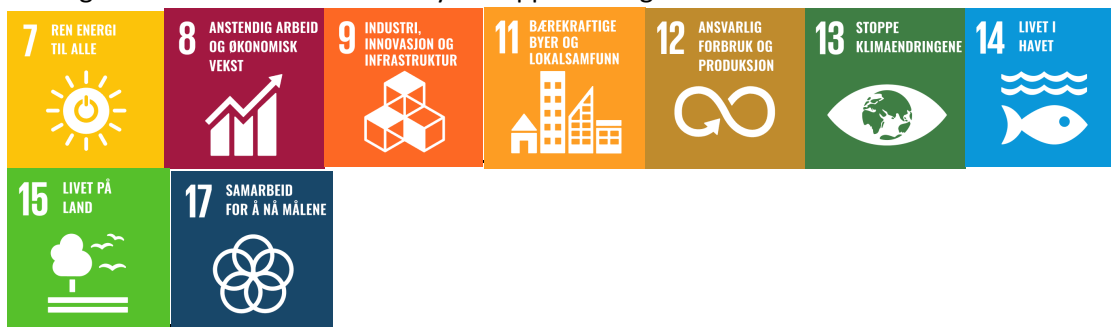 7 REN ENERGI
TIL ALLE
8 ANSTENDIG ARBEID
OG ØKONOMISK
VEKST
9 INDUSTRI,
INNOVASJON OG
INFRASTRUKTUR
11 BÆREKRAFTIGE
BYER OG
LOKALSAMFUNN
12 ANSVARLIG
FORBRUK OG
PRODUKSJON
13 STOPPE
KLIMAENDRINGENE
14 LIVET I
HAVET
15 LIVET PÅ
LAND
17 SAMARBEID
FOR Å NÅ MÅLENE